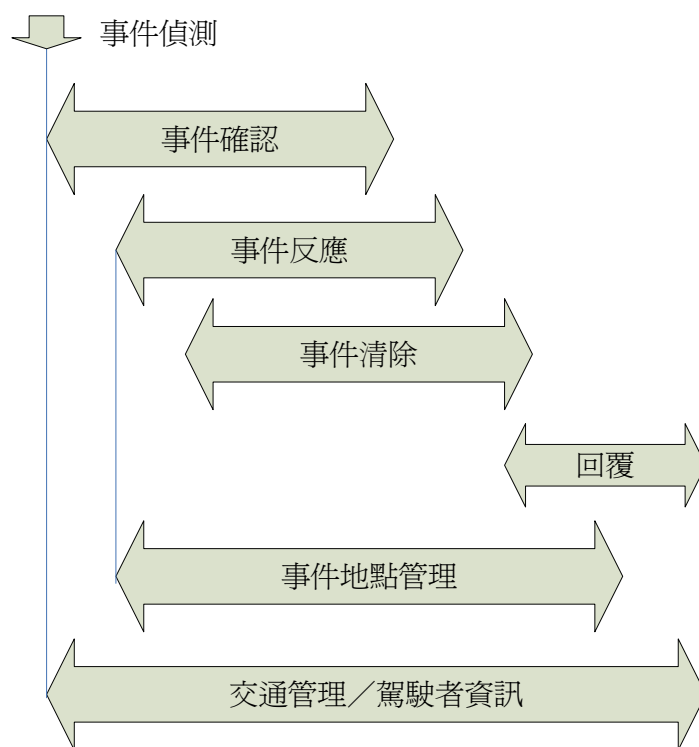 事件偵測
事件確認
事件反應
事件清除
回覆
事件地點管理
交通管理／駕駛者資訊